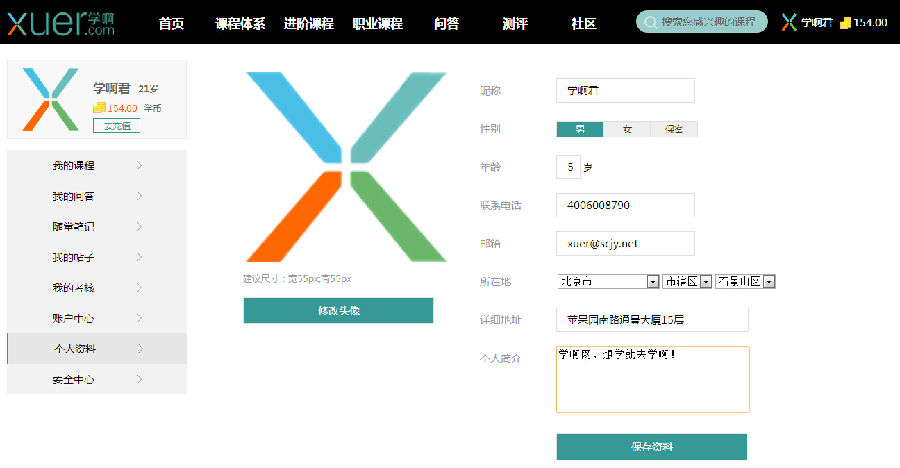 xuer学啊.com 首页 课程体系 进阶课程 职业课程 问答 测评 社区 搜索您感兴趣的课程 学啊君 154.00
学啊君 21岁
154.00 学币
去充值
我的课程
我的问答
随堂笔记
我的帖子
我的考核
账户中心
个人资料
安全中心
建议尺寸：宽55px;高55px
修改头像
昵称 学啊君
性别 男 女 保密
年龄 5 岁
联系电话 4006008790
邮箱 xuer@scjy.net
所在地 北京市 市辖区 石景山区
详细地址 苹果园南路通景大厦15层
个人简介 学啊网，想学就去学啊！
保存资料